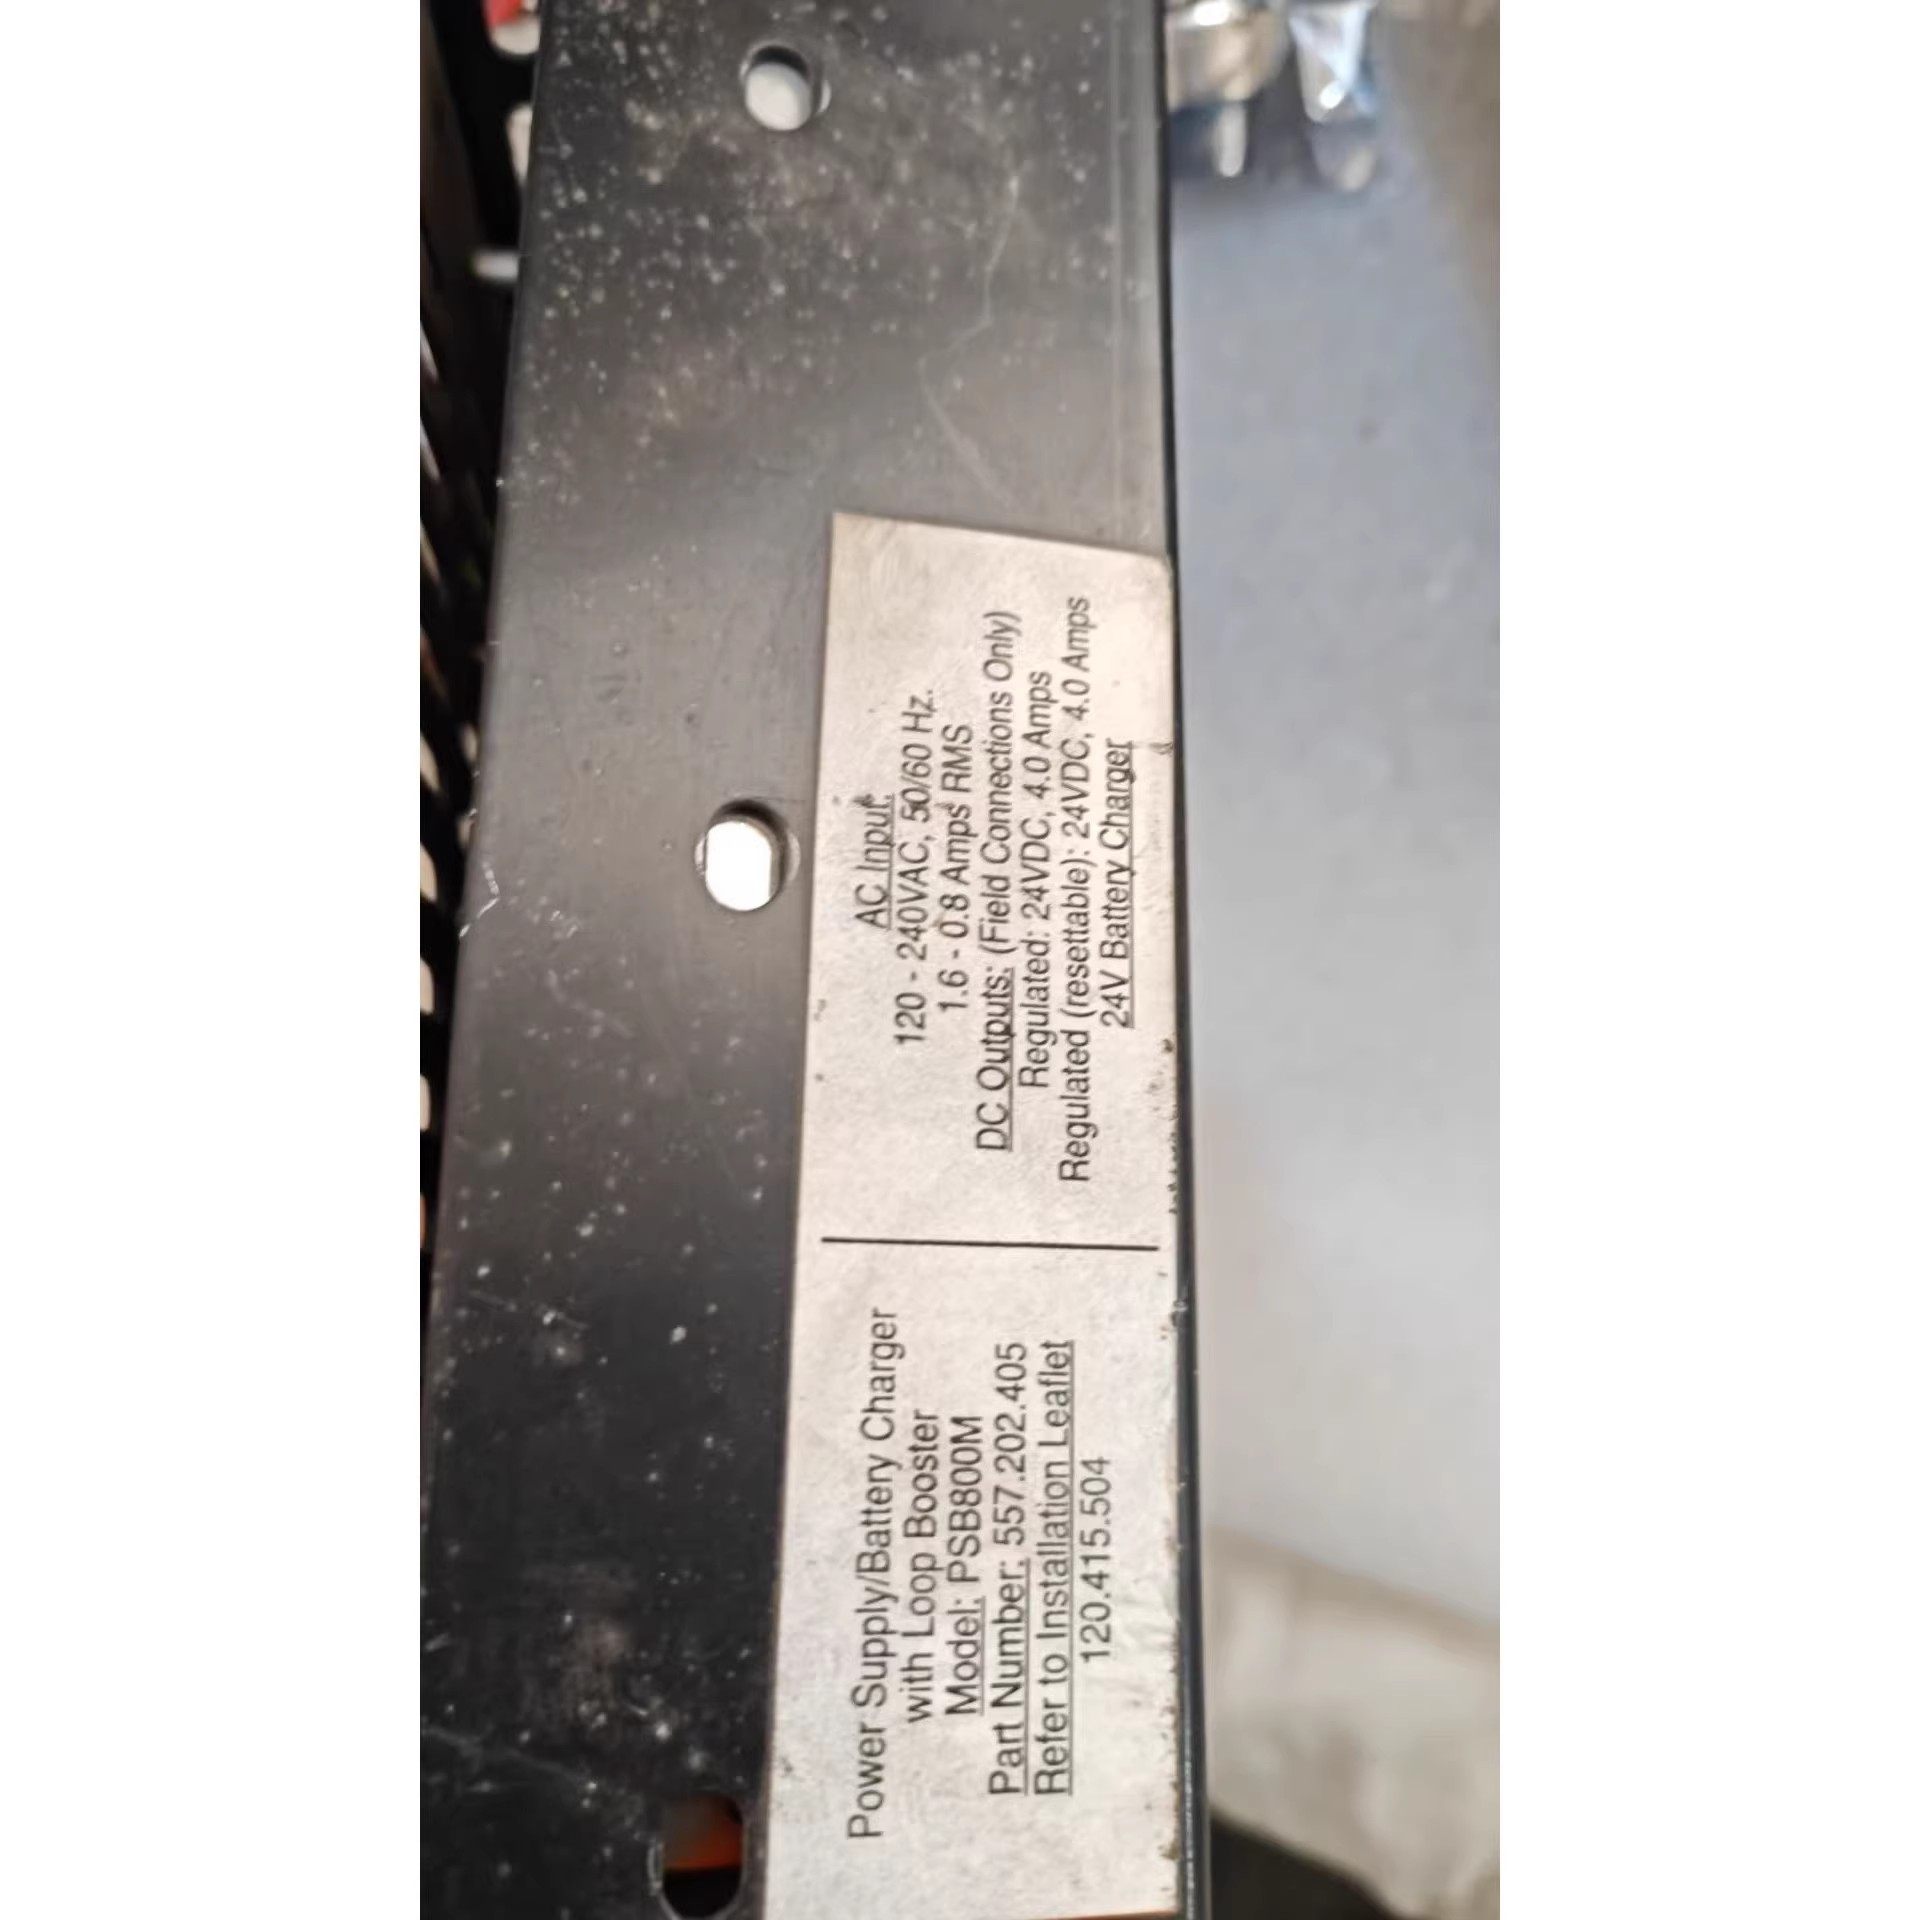 Power Supply/Battery Charger
with Loop Booster
Model: PSB800M
Part Number: 557.202.405
Refer to Installation Leaflet
120.415.504
AC Input:
120 - 240VAC, 50/60 Hz.
1.6 - 0.8 Amps RMS
DC Outputs: (Field Connections Only)
Regulated: 24VDC, 4.0 Amps
Regulated (resettable): 24VDC, 4.0 Amps
24V Battery Charger